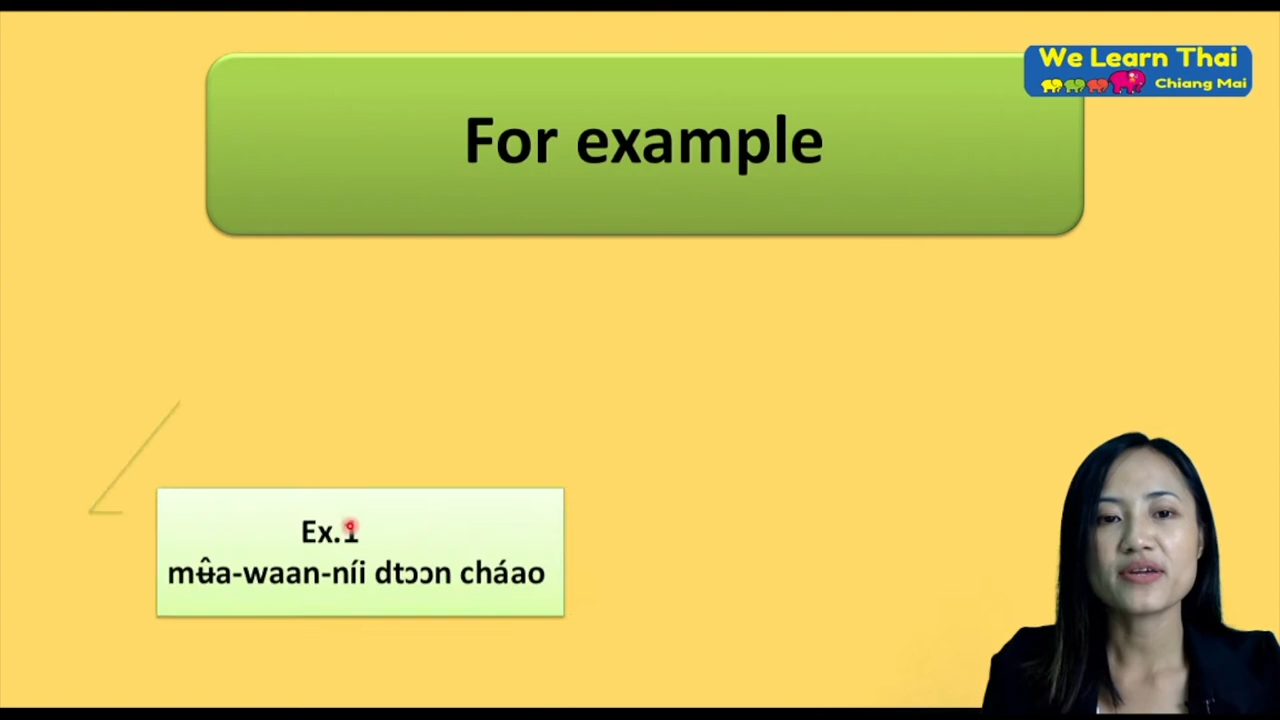 We Learn Thai
Chiang Mai
For example
Ex.1
mʉ̂a-waan-níi dtɔɔn cháao